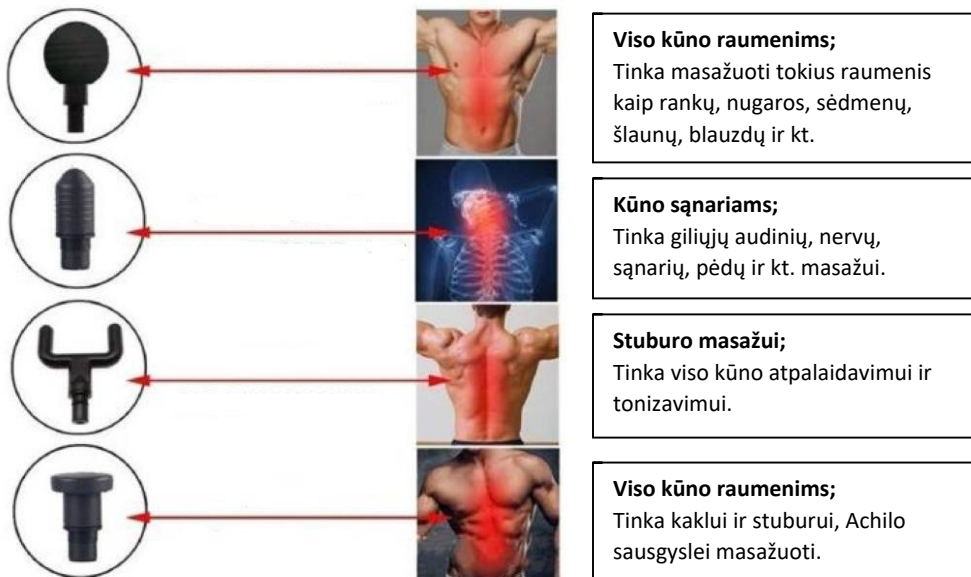 Viso kūno raumenims;
Tinka masažuoti tokius raumenis
kaip rankų, nugaros, sėdmenų,
šlaunų, blauzdų ir kt.
Kūno sąnariams;
Tinka giliųjų audinių, nervų,
sąnarių, pėdų ir kt. masažui.
Stuburo masažui;
Tinka viso kūno atpalaidavimui ir
tonizavimui.
Viso kūno raumenims;
Tinka kaklui ir stuburui, Achilo
sausgyslei masažuoti.